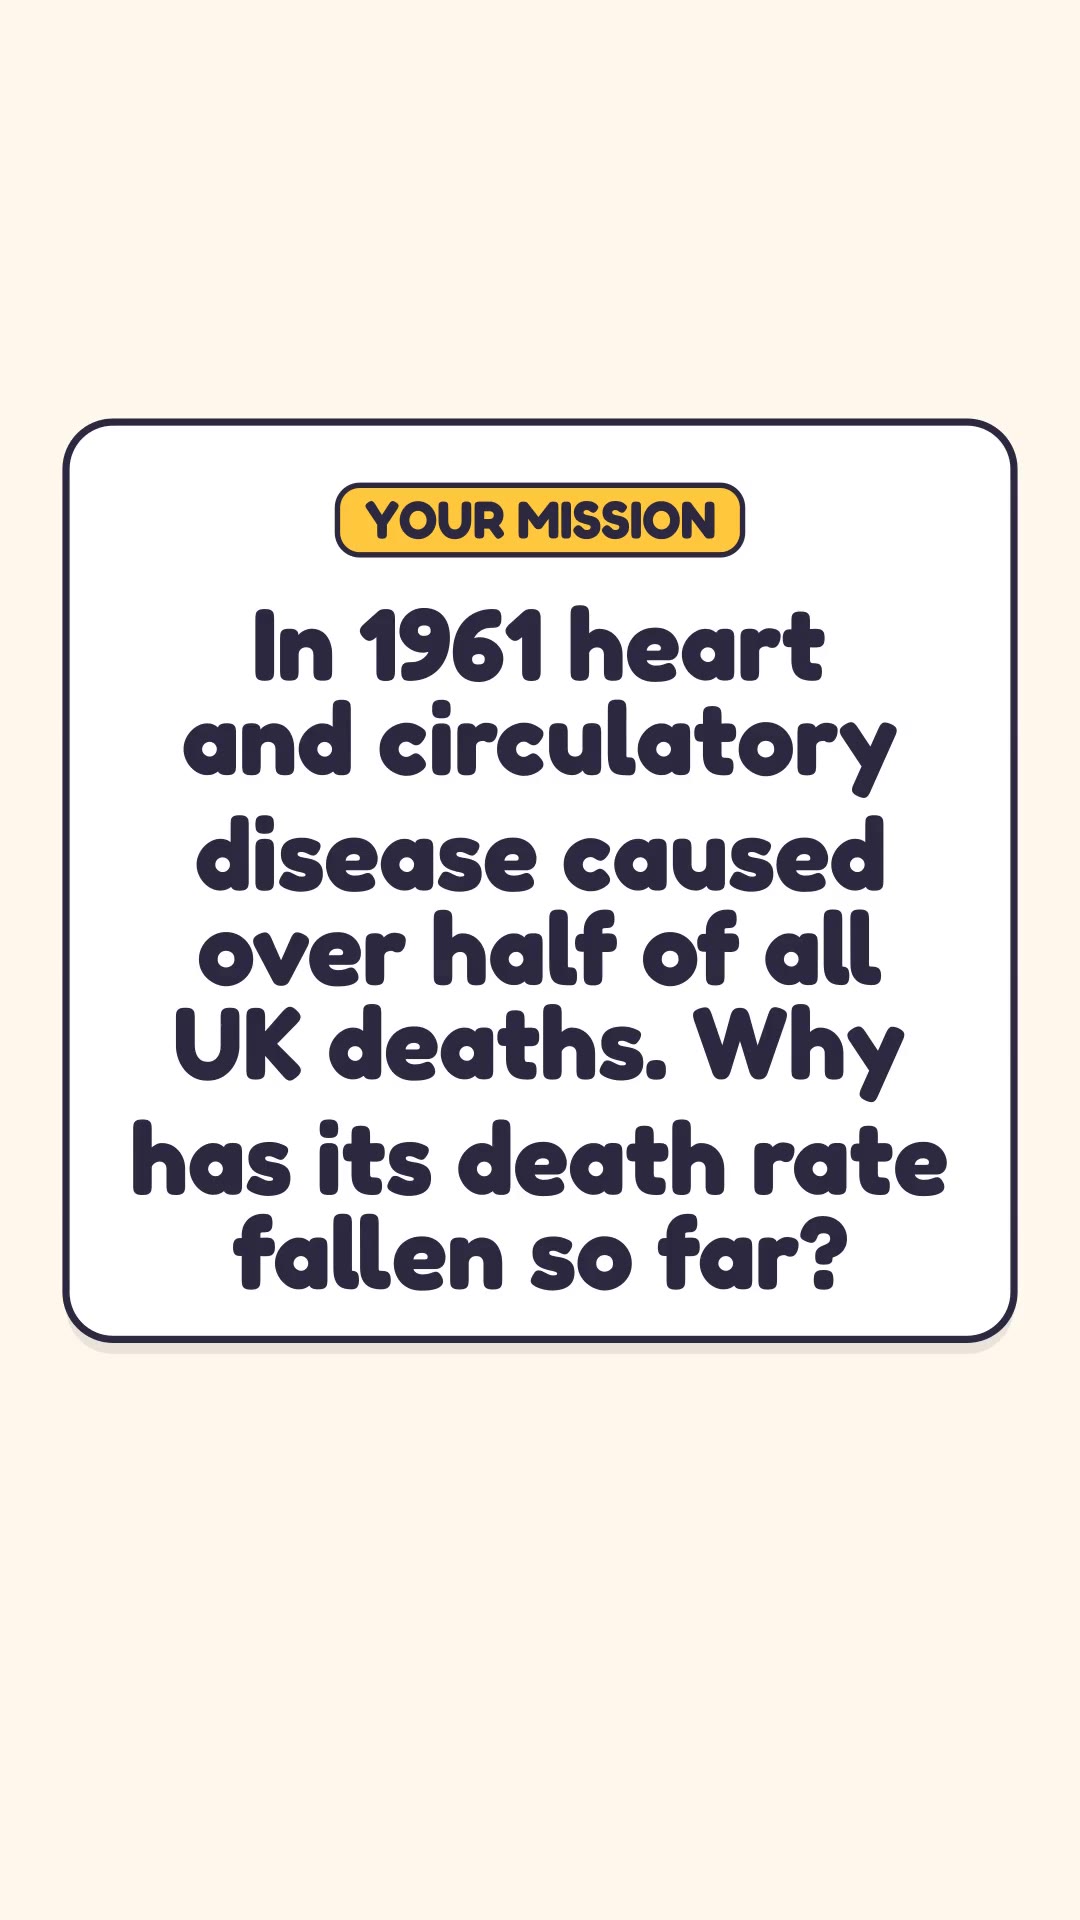 YOUR MISSION
In 1961 heart
and circulatory
disease caused
over half of all
UK deaths. Why
has its death rate
fallen so far?